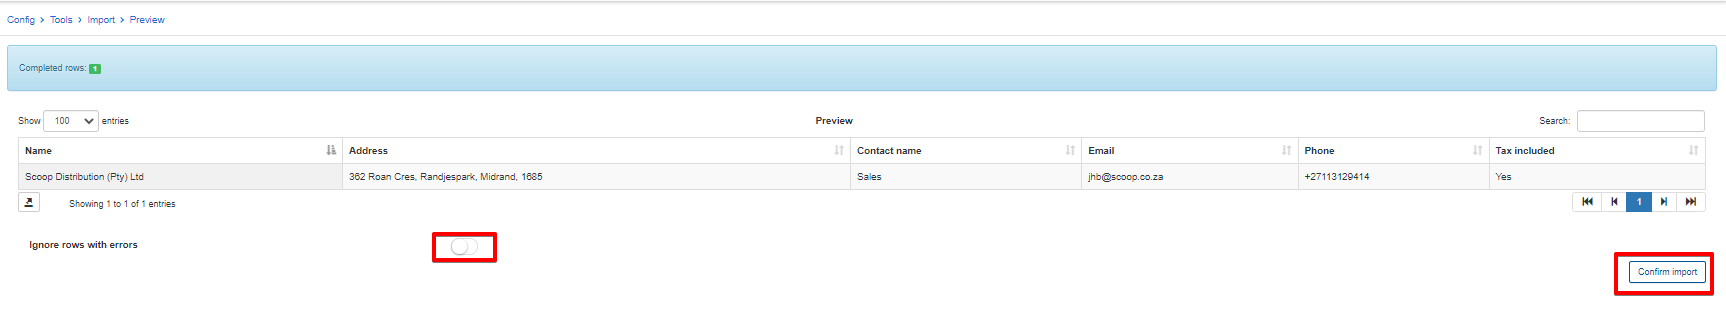 Config > Tools > Import > Preview
Completed rows: 1
Show 100 entries Preview Search:
Name Address Contact name Email Phone Tax included
Scoop Distribution (Pty) Ltd 362 Roan Cres, Randjespark, Midrand, 1685 Sales jhb@scoop.co.za +27113129414 Yes
Showing 1 to 1 of 1 entries 1
Ignore rows with errors
Confirm import